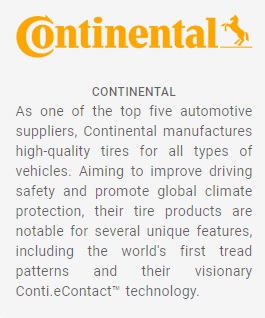 Continental
CONTINENTAL
As one of the top five automotive
suppliers, Continental manufactures
high-quality tires for all types of
vehicles. Aiming to improve driving
safety and promote global climate
protection, their tire products are
notable for several unique features,
including the world's first tread
patterns and their visionary
Conti.eContact™ technology.